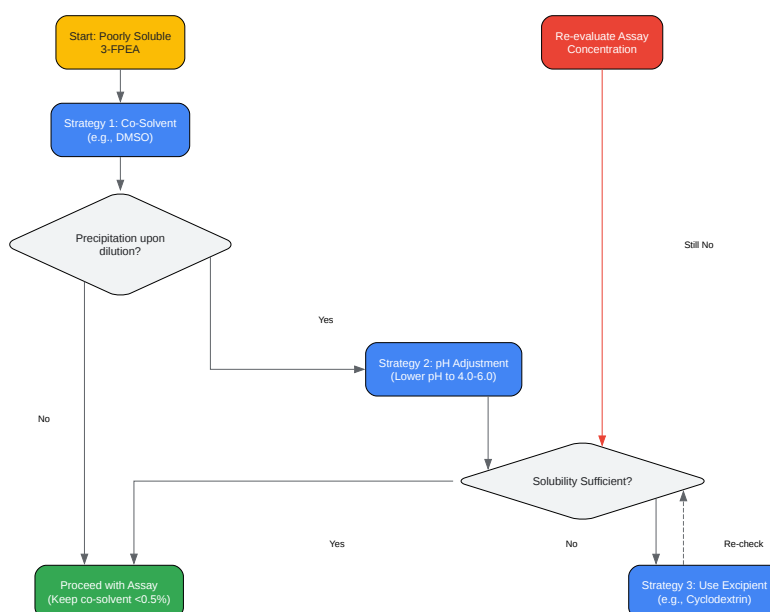 Start: Poorly Soluble
3-FPEA
Re-evaluate Assay
Concentration
Strategy 1: Co-Solvent
(e.g., DMSO)
Precipitation upon
dilution?
Still No
Yes
Strategy 2: pH Adjustment
(Lower pH to 4.0-6.0)
No
Solubility Sufficient?
Yes
No
Re-check
Proceed with Assay
(Keep co-solvent <0.5%)
Strategy 3: Use Excipient
(e.g., Cyclodextrin)